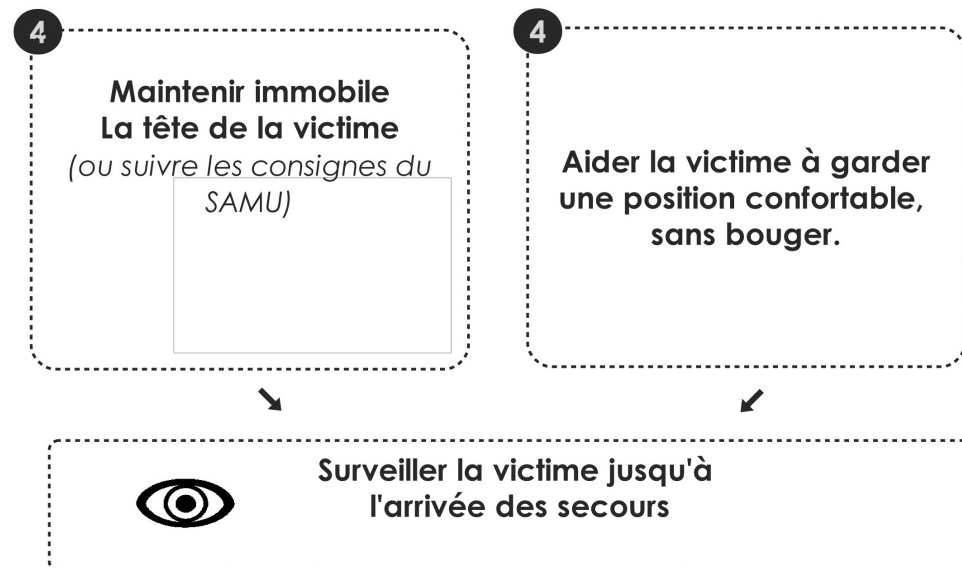 4
Maintenir immobile
La tête de la victime
(ou suivre les consignes du
SAMU)
4
Aider la victime à garder
une position confortable,
sans bouger.
Surveiller la victime jusqu'à
l'arrivée des secours